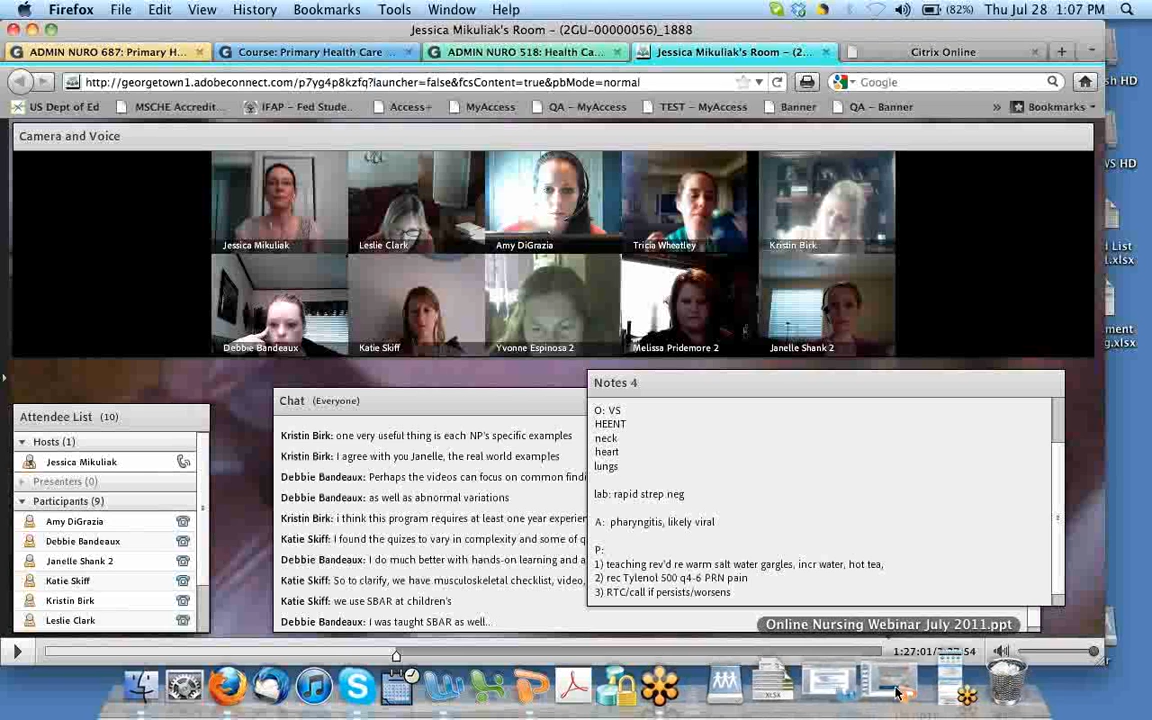 Firefox File Edit View History Bookmarks Tools Window Help (82%) Thu Jul 28 1:07 PM
Jessica Mikuliak's Room – (2GU-00000056)_1888
ADMIN NURO 687: Primary H... Course: Primary Health Care ... ADMIN NURO 518: Health Ca... Jessica Mikuliak's Room – (2... Citrix Online
http://georgetown1.adobeconnect.com/p7yg4p8kzfq?launcher=false&fcsContent=true&pbMode=normal
Google
US Dept of Ed MSCHE Accredit... IFAP – Fed Stude... Access+ MyAccess QA – MyAccess TEST – MyAccess Banner QA – Banner » Bookmarks
Camera and Voice
Jessica Mikuliak Leslie Clark Amy DiGrazia Tricia Wheatley Kristin Birk
Debbie Bandeaux Katie Skiff Yvonne Espinosa 2 Melissa Pridemore 2 Janelle Shank 2
Attendee List (10)
Hosts (1)
Jessica Mikuliak
Presenters (0)
Participants (9)
Amy DiGrazia
Debbie Bandeaux
Janelle Shank 2
Katie Skiff
Kristin Birk
Leslie Clark
Chat (Everyone)
Kristin Birk: one very useful thing is each NP's specific examples
Kristin Birk: I agree with you Janelle, the real world examples
Debbie Bandeaux: Perhaps the videos can focus on common find
Debbie Bandeaux: as well as abnormal variations
Kristin Birk: i think this program requires at least one year experien
Katie Skiff: I found the quizes to vary in complexity and some of q
Debbie Bandeaux: I do much better with hands-on learning and a
Katie Skiff: So to clarify, we have musculoskeletal checklist, video,
Katie Skiff: we use SBAR at children's
Debbie Bandeaux: I was taught SBAR as well..
Notes 4
O: VS
HEENT
neck
heart
lungs
lab: rapid strep neg
A: pharyngitis, likely viral
P:
1) teaching rev'd re warm salt water gargles, incr water, hot tea,
2) rec Tylenol 500 q4-6 PRN pain
3) RTC/call if persists/worsens
Online Nursing Webinar July 2011.ppt
1:27:01
54
HD
HD
List
.xlsx
.xlsx
XLSX